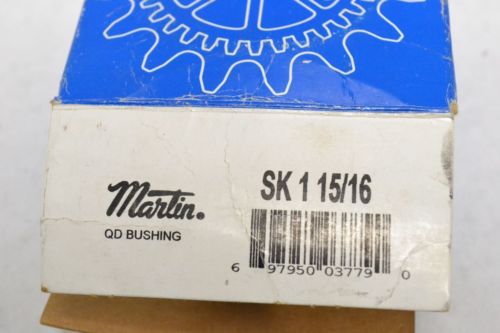 Martin.
QD BUSHING
SK 1 15/16
6 97950 03779 0